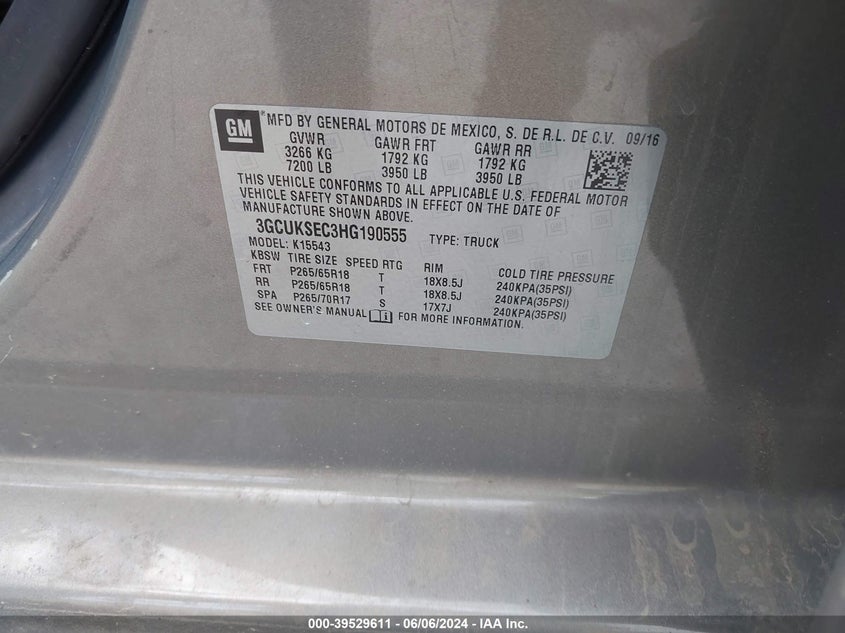 GM
® MFD BY GENERAL MOTORS DE MEXICO, S. DE R.L. DE C.V. 09/16
GVWR GAWR FRT GAWR RR
3266 KG 1792 KG 1792 KG
7200 LB 3950 LB 3950 LB
THIS VEHICLE CONFORMS TO ALL APPLICABLE U.S. FEDERAL MOTOR
VEHICLE SAFETY STANDARDS IN EFFECT ON THE DATE OF
MANUFACTURE SHOWN ABOVE.
3GCUKSEC3HG190555 TYPE: TRUCK
MODEL: K15543
KBSW TIRE SIZE SPEED RTG RIM COLD TIRE PRESSURE
FRT P265/65R18 T 18X8.5J 240KPA(35PSI)
RR P265/65R18 T 18X8.5J 240KPA(35PSI)
SPA P265/70R17 S 17X7J 240KPA(35PSI)
SEE OWNER'S MANUAL FOR MORE INFORMATION.
000-39529611 - 06/06/2024 - IAA Inc.